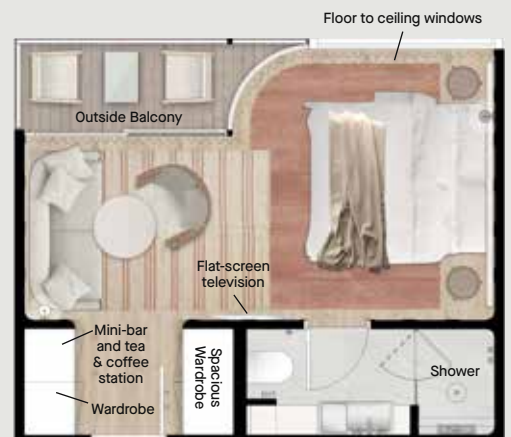 Floor to ceiling windows
Outside Balcony
Flat-screen
television
Mini-bar
and tea
& coffee
station
Wardrobe
Spacious
Wardrobe
Shower